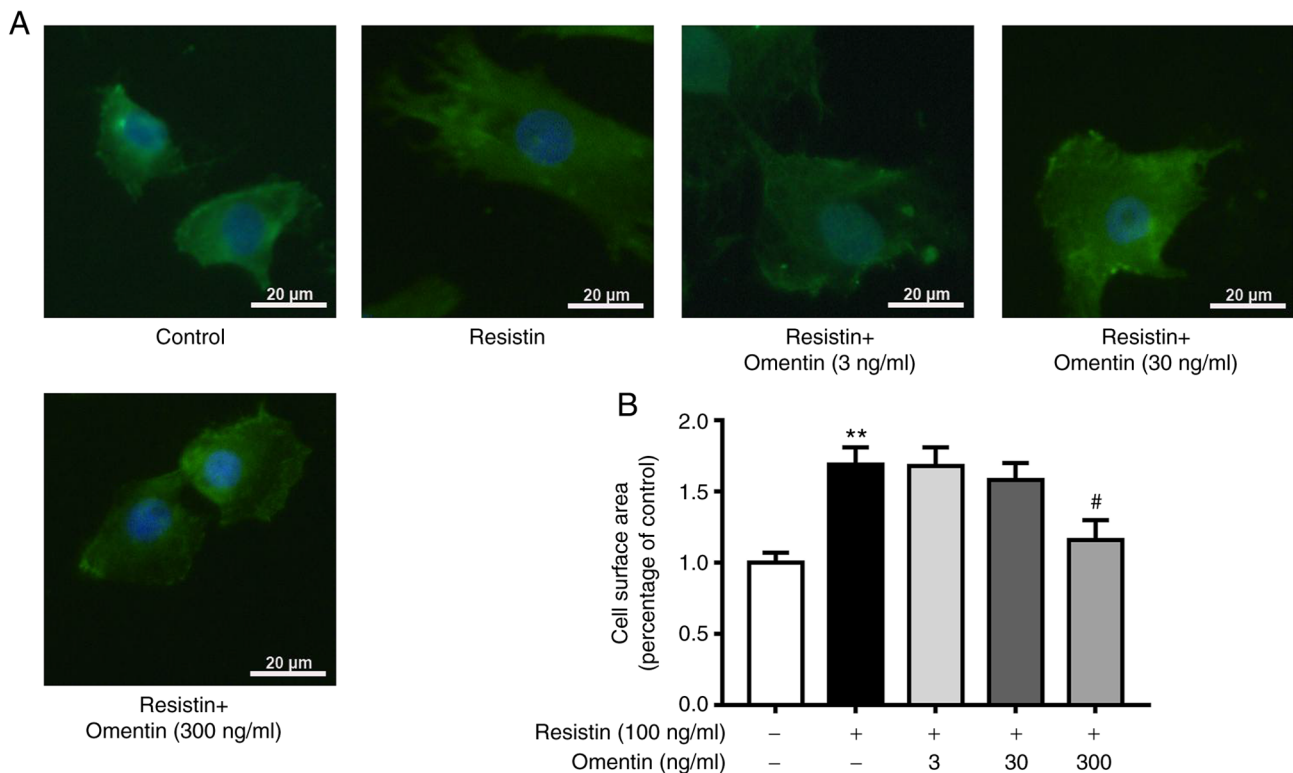 A
20 µm
20 µm
20 µm
20 µm
Control
Resistin
Resistin+
Omentin (3 ng/ml)
Resistin+
Omentin (30 ng/ml)
20 µm
Resistin+
Omentin (300 ng/ml)
B
Cell surface area
(percentage of control)
2.0
1.5
1.0
0.5
0.0
**
#
Resistin (100 ng/ml) – + + + +
Omentin (ng/ml) – – 3 30 300